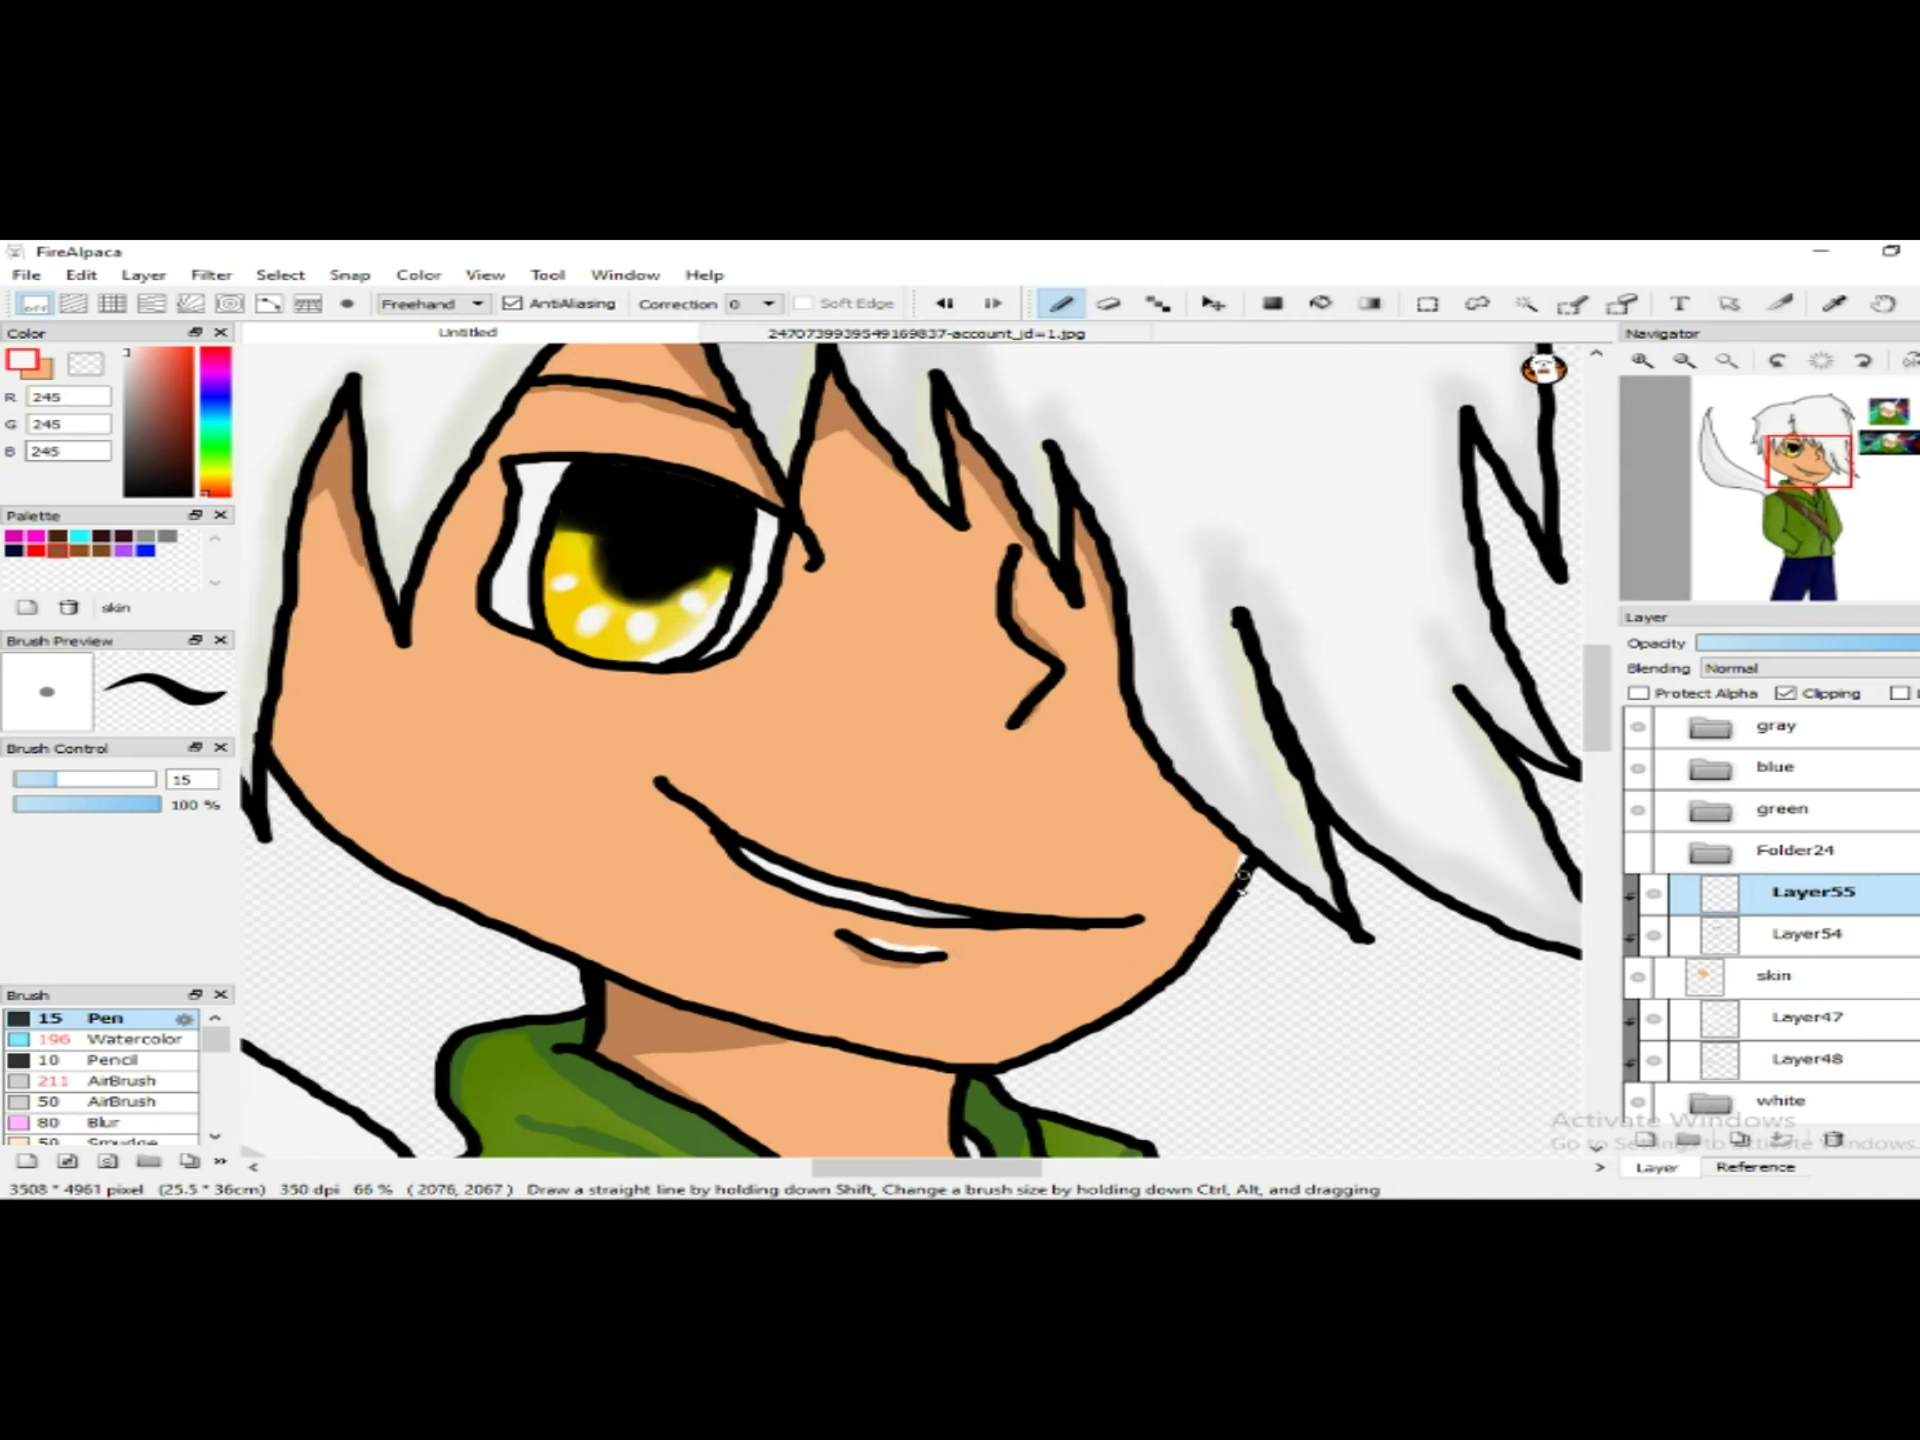 FireAlpaca
File Edit Layer Filter Select Snap Color View Tool Window Help
OFF Freehand AntiAliasing Correction 0 Soft Edge
Color
Untitled
2470739939549169837-account_id=1.jpg
Navigator
R 245
G 245
B 245
Palette
skin
Layer
Brush Preview
Opacity
Blending Normal
Protect Alpha Clipping
gray
Brush Control
blue
15
100 %
green
Folder24
Layer55
Layer54
skin
Brush
15 Pen
Layer47
196 Watercolor
10 Pencil
Layer48
211 AirBrush
50 AirBrush
white
80 Blur
Activate Windows
50 Smudge
Go to Settings to activate Windows.
Layer Reference
3508 * 4961 pixel (25.5 * 36cm) 350 dpi 66 % ( 2076, 2067 ) Draw a straight line by holding down Shift, Change a brush size by holding down Ctrl, Alt, and dragging